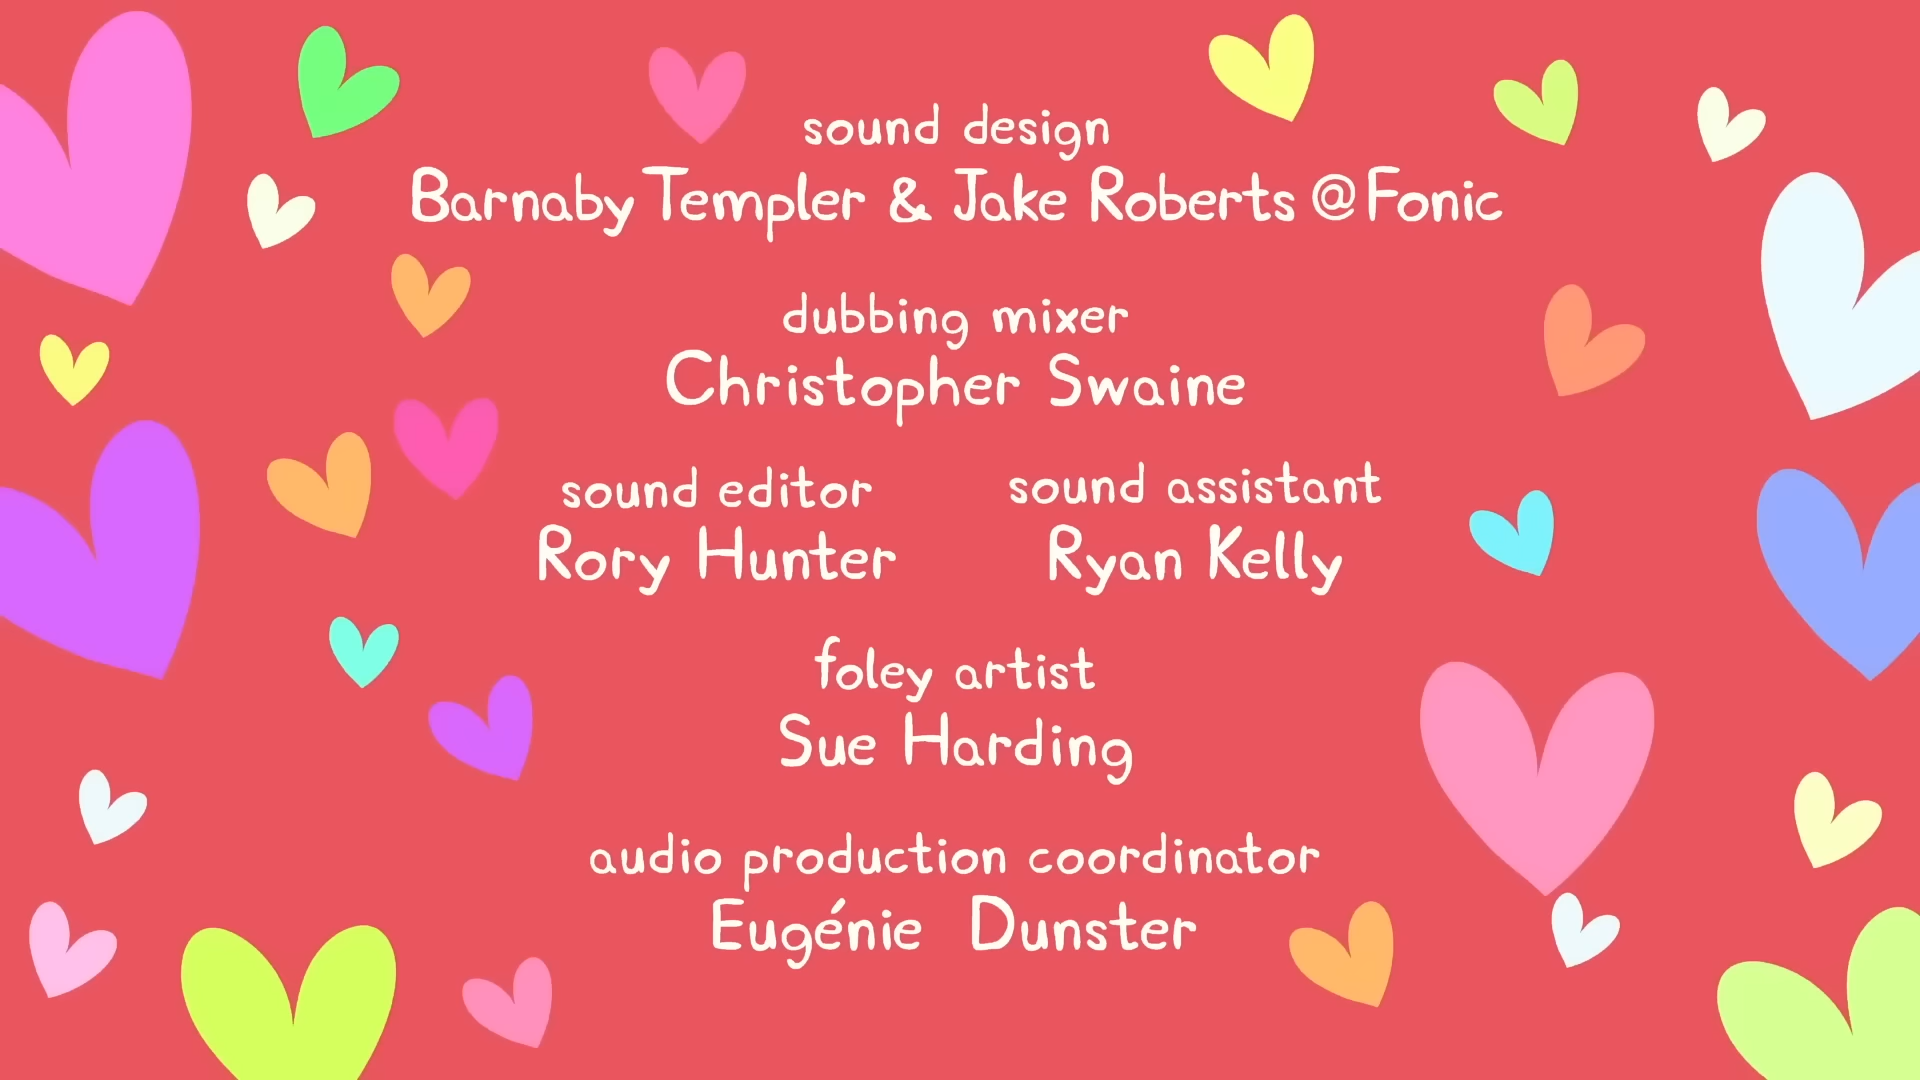 sound design
Barnaby Templer & Jake Roberts @ Fonic
dubbing mixer
Christopher Swaine
sound editor
Rory Hunter
sound assistant
Ryan Kelly
foley artist
Sue Harding
audio production coordinator
Eugénie Dunster